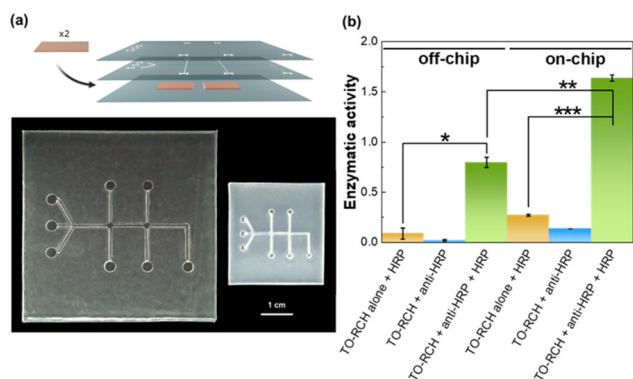 (a)
x2
1 cm
(b)
off-chip
on-chip
**
***
*
Enzymatic activity
2.0
1.5
1.0
0.5
0.0
TO-RCH alone + HRP
TO-RCH + anti-HRP
TO-RCH + anti-HRP + HRP
TO-RCH alone + HRP
TO-RCH + anti-HRP
TO-RCH + anti-HRP + HRP